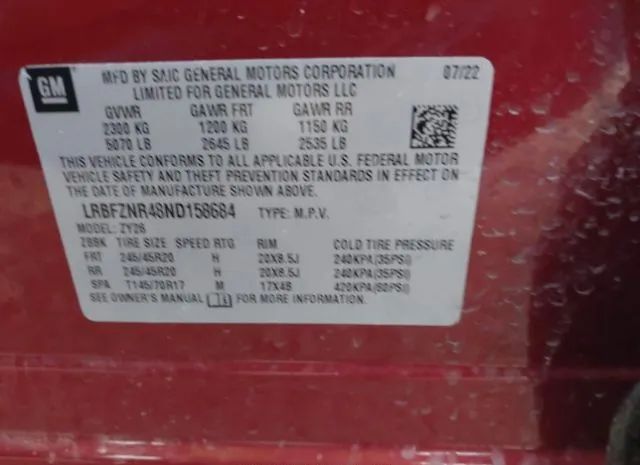 GM
MFD BY SAIC GENERAL MOTORS CORPORATION 07/22
LIMITED FOR GENERAL MOTORS LLC
GVWR GAWR FRT GAWR RR
2300 KG 1200 KG 1150 KG
5070 LB 2645 LB 2535 LB
THIS VEHICLE CONFORMS TO ALL APPLICABLE U.S. FEDERAL MOTOR
VEHICLE SAFETY AND THEFT PREVENTION STANDARDS IN EFFECT ON
THE DATE OF MANUFACTURE SHOWN ABOVE.
LRBFZNR48ND158684 TYPE: M.P.V.
MODEL: ZY26
ZBBK TIRE SIZE SPEED RTG RIM COLD TIRE PRESSURE
FRT 245/45R20 H 20X8.5J 240KPA(35PSI)
RR 245/45R20 H 20X8.5J 240KPA(35PSI)
SPA T145/70R17 M 17X4B 420KPA(60PSI)
SEE OWNER'S MANUAL FOR MORE INFORMATION.